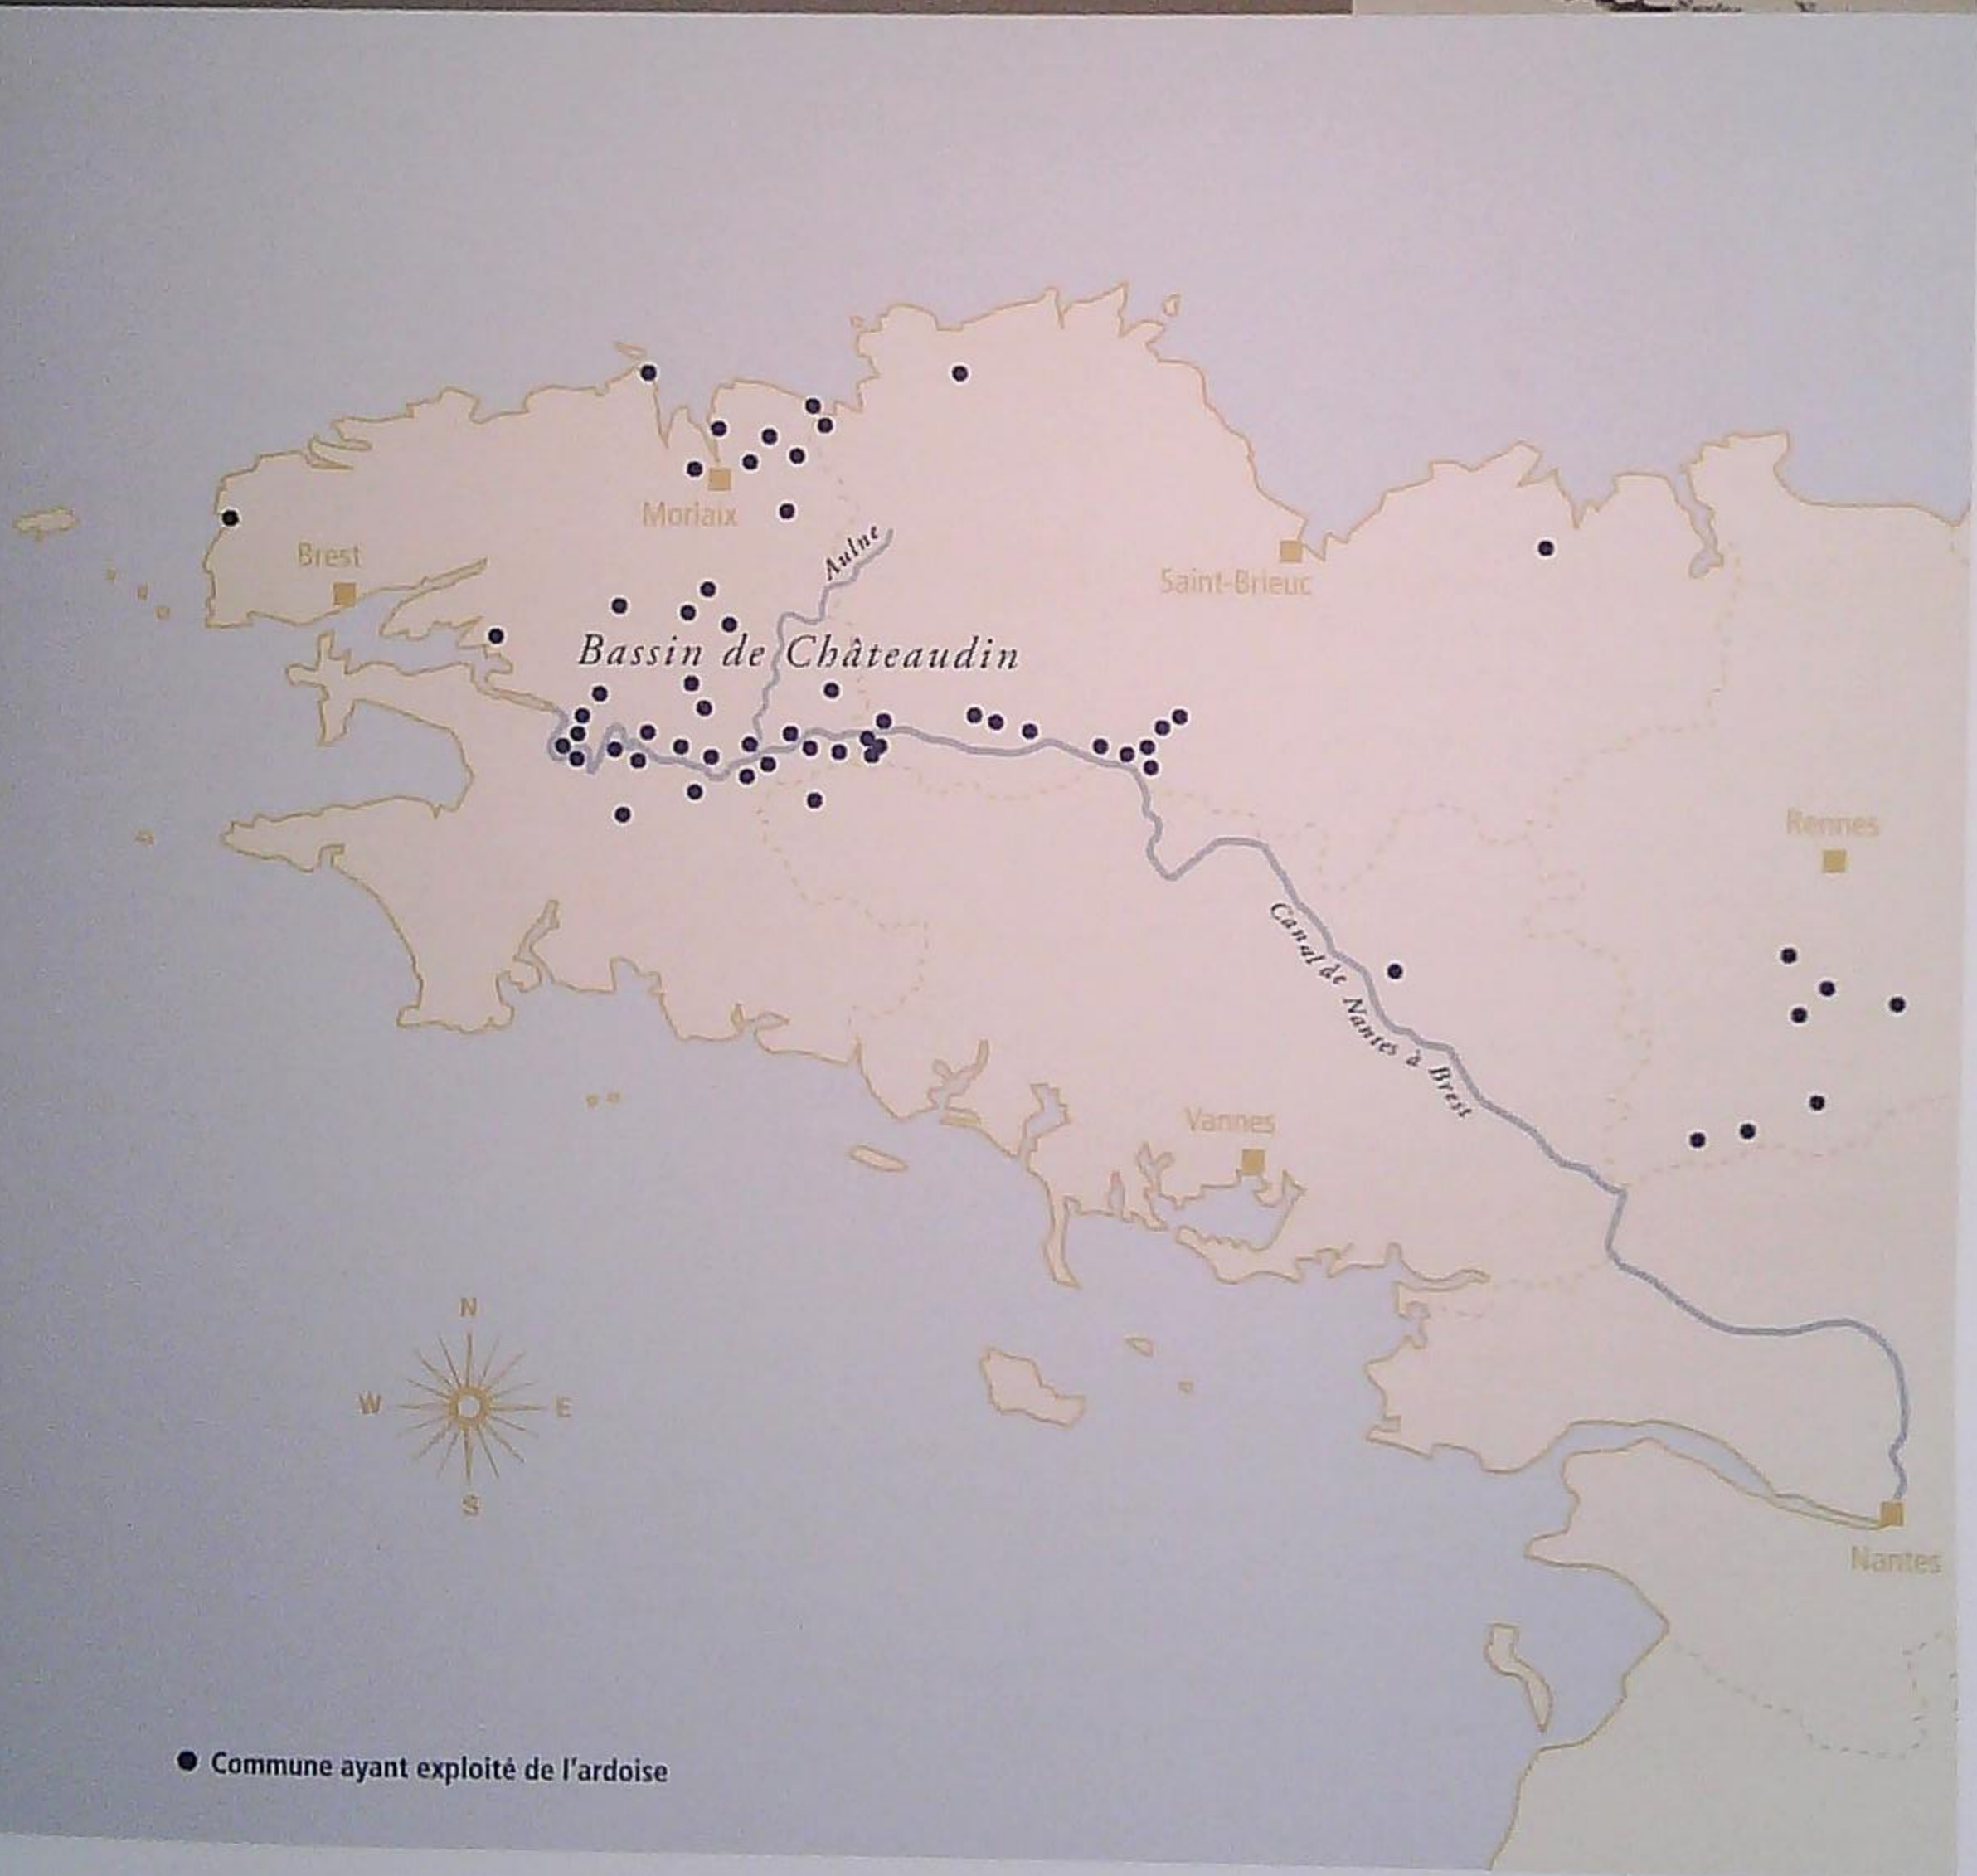 Morlaix
Aulne
Brest
Saint-Brieuc
Bassin de Châteaudin
Rennes
Canal de Nantes à Brest
Vannes
N
W
E
S
Nantes
Commune ayant exploité de l'ardoise